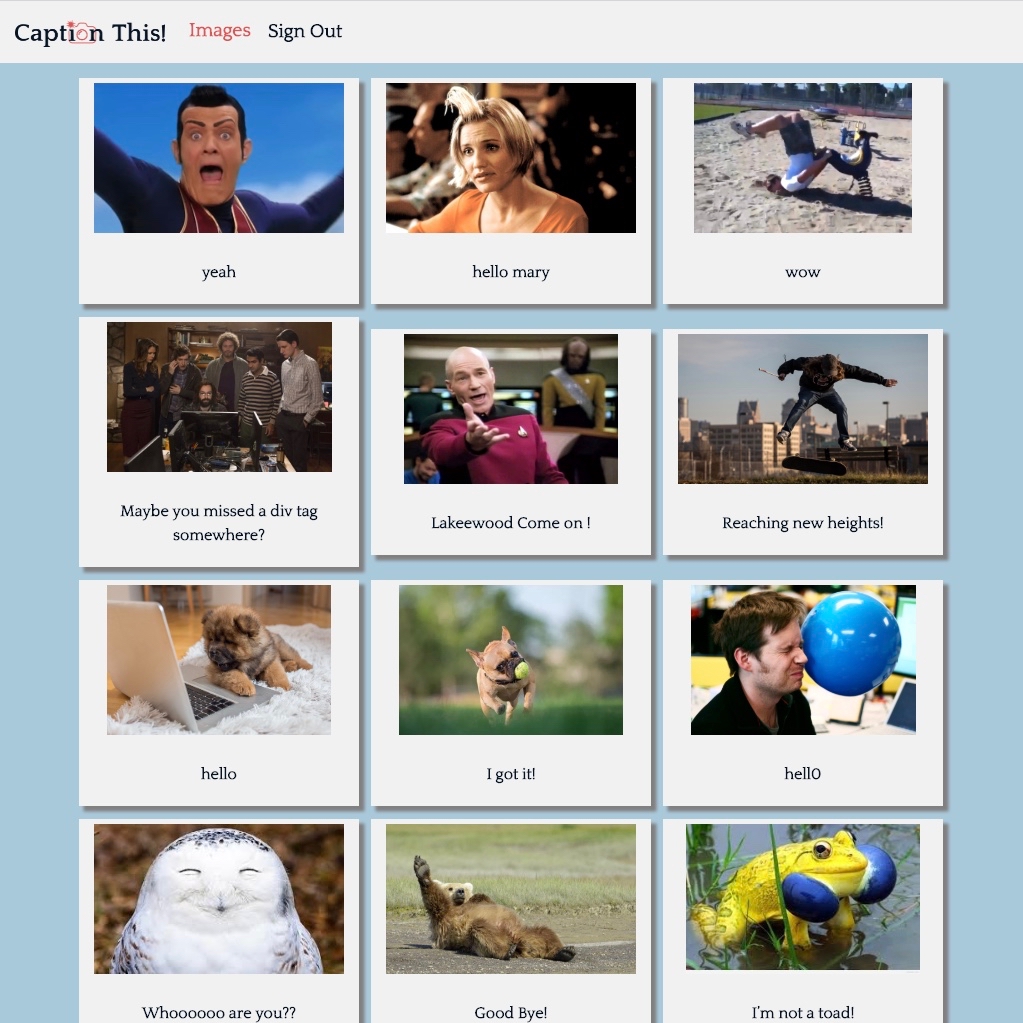 Caption This!
Images
Sign Out
yeah
hello mary
wow
Maybe you missed a div tag
somewhere?
Lakeewood Come on !
Reaching new heights!
hello
I got it!
hell0
Whoooooo are you??
Good Bye!
I'm not a toad!